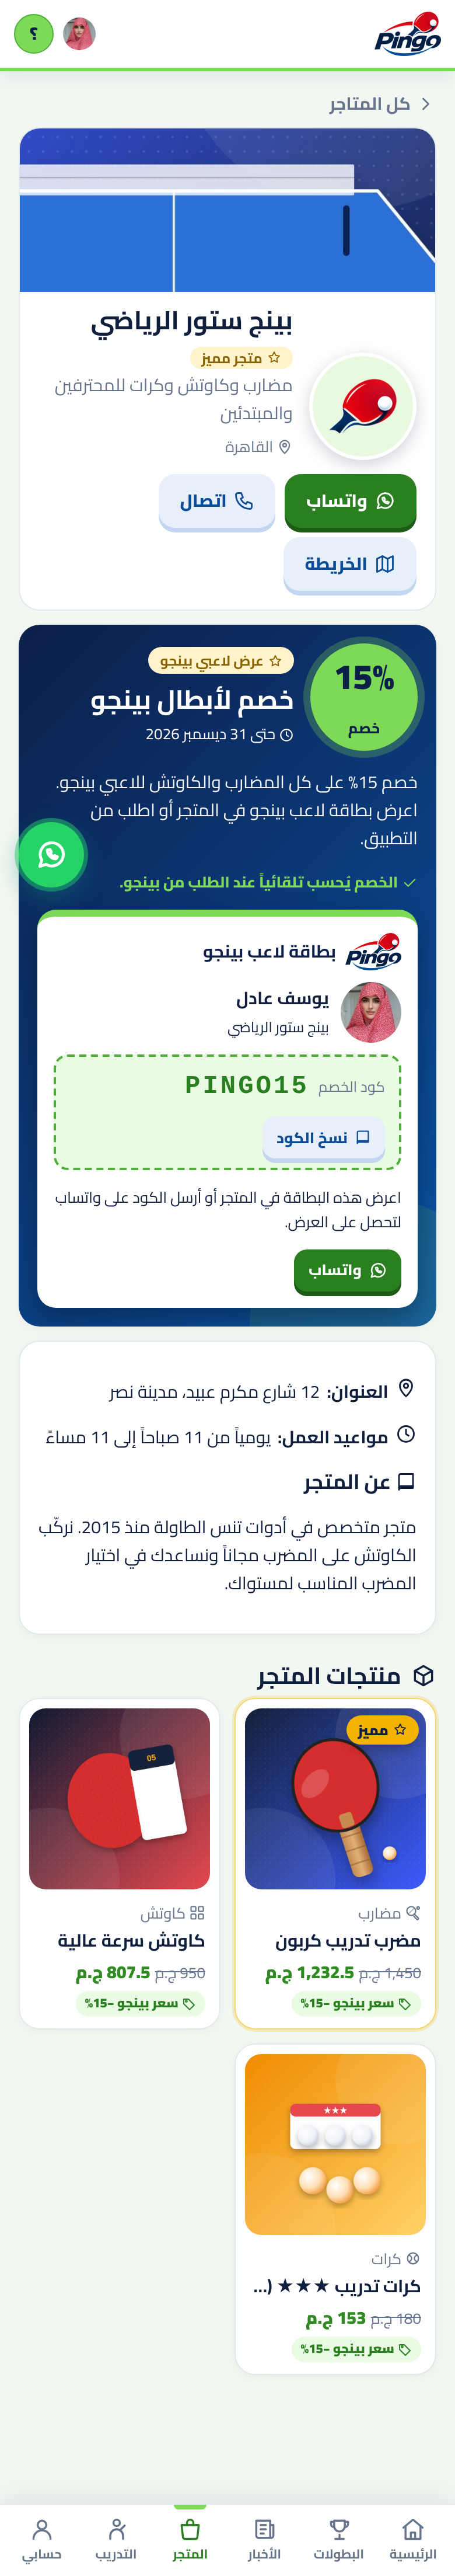 Pingo
؟
كل المتاجر
بينج ستور الرياضي
متجر مميز
مضارب وكاوتش وكرات للمحترفين
والمبتدئين
القاهرة
واتساب
اتصال
الخريطة
15%
خصم
عرض لاعبي بينجو
خصم لأبطال بينجو
حتى 31 ديسمبر 2026
خصم 15% على كل المضارب والكاوتش للاعبي بينجو.
اعرض بطاقة لاعب بينجو في المتجر أو اطلب من
التطبيق.
الخصم يُحسب تلقائياً عند الطلب من بينجو.
Pingo
بطاقة لاعب بينجو
يوسف عادل
بينج ستور الرياضي
كود الخصم PINGO15
نسخ الكود
اعرض هذه البطاقة في المتجر أو أرسل الكود على واتساب
لتحصل على العرض.
واتساب
العنوان: 12 شارع مكرم عبيد، مدينة نصر
مواعيد العمل: يومياً من 11 صباحاً إلى 11 مساءً
عن المتجر
متجر متخصص في أدوات تنس الطاولة منذ 2015. نركّب
الكاوتش على المضرب مجاناً ونساعدك في اختيار
المضرب المناسب لمستواك.
منتجات المتجر
مميز
مضارب
مضرب تدريب كربون
1,450 ج.م 1,232.5 ج.م
سعر بينجو −15%
05
كاوتش
كاوتش سرعة عالية
950 ج.م 807.5 ج.م
سعر بينجو −15%
★★★
كرات
كرات تدريب ★★★ (...
180 ج.م 153 ج.م
سعر بينجو −15%
الرئيسية
البطولات
الأخبار
المتجر
التدريب
حسابي